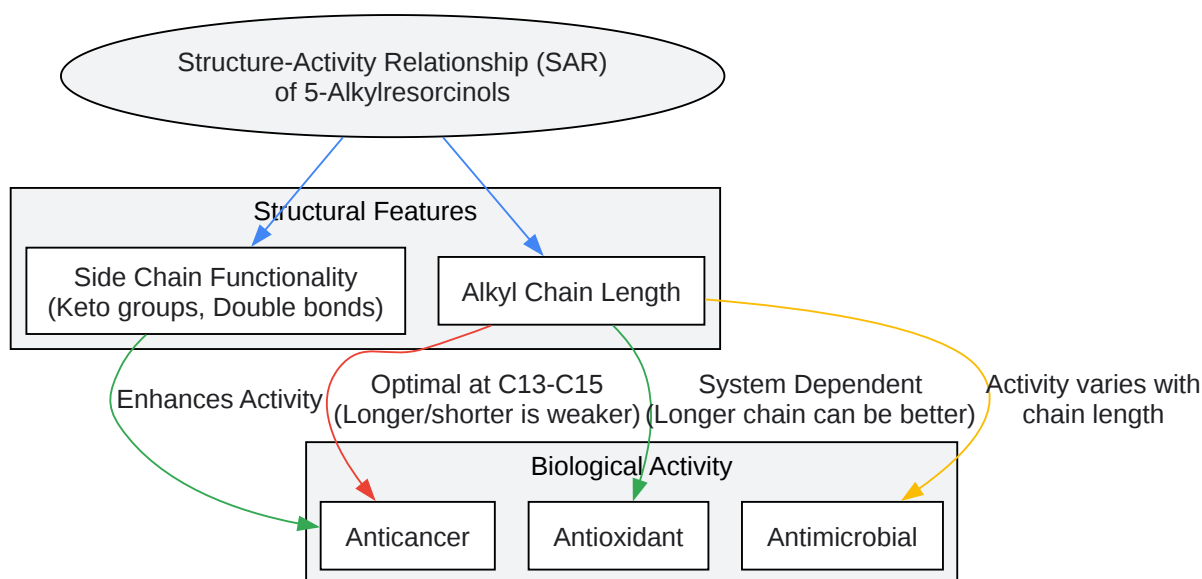 Structure-Activity Relationship (SAR)
of 5-Alkylresorcinols
Structural Features
Side Chain Functionality
(Keto groups, Double bonds)
Alkyl Chain Length
Enhances Activity
Optimal at C13-C15
(Longer/shorter is weaker)
System Dependent
(Longer chain can be better)
Activity varies with
chain length
Biological Activity
Anticancer
Antioxidant
Antimicrobial